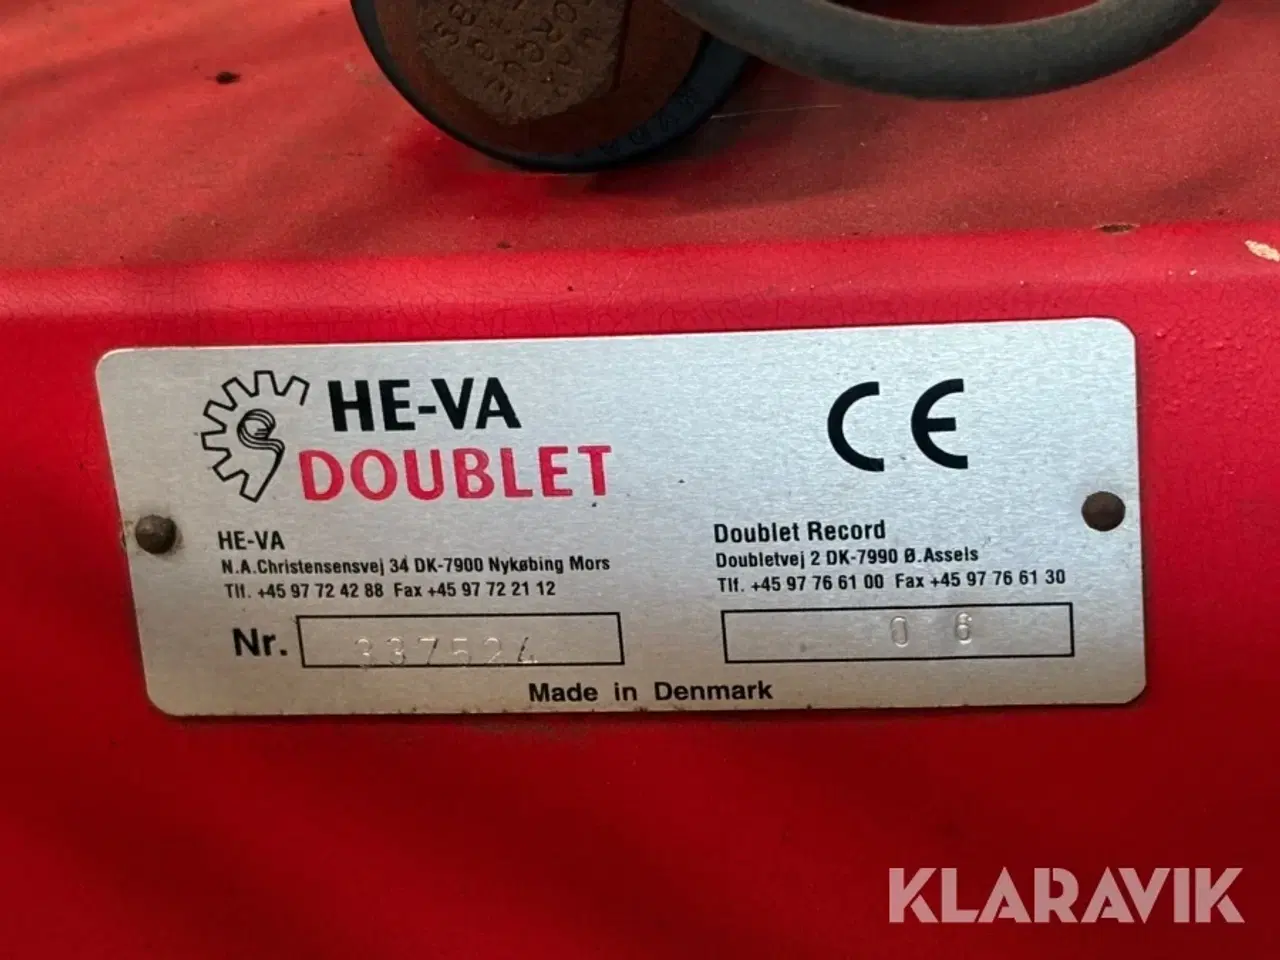 HE-VA
DOUBLET
CE
HE-VA
N.A.Christensensvej 34 DK-7900 Nykøbing Mors
Tlf. +45 97 72 42 88 Fax +45 97 72 21 12
Doublet Record
Doubletvej 2 DK-7990 Ø.Assels
Tlf. +45 97 76 61 00 Fax +45 97 76 61 30
Nr. 337524
0 6
Made in Denmark
KLARAVIK